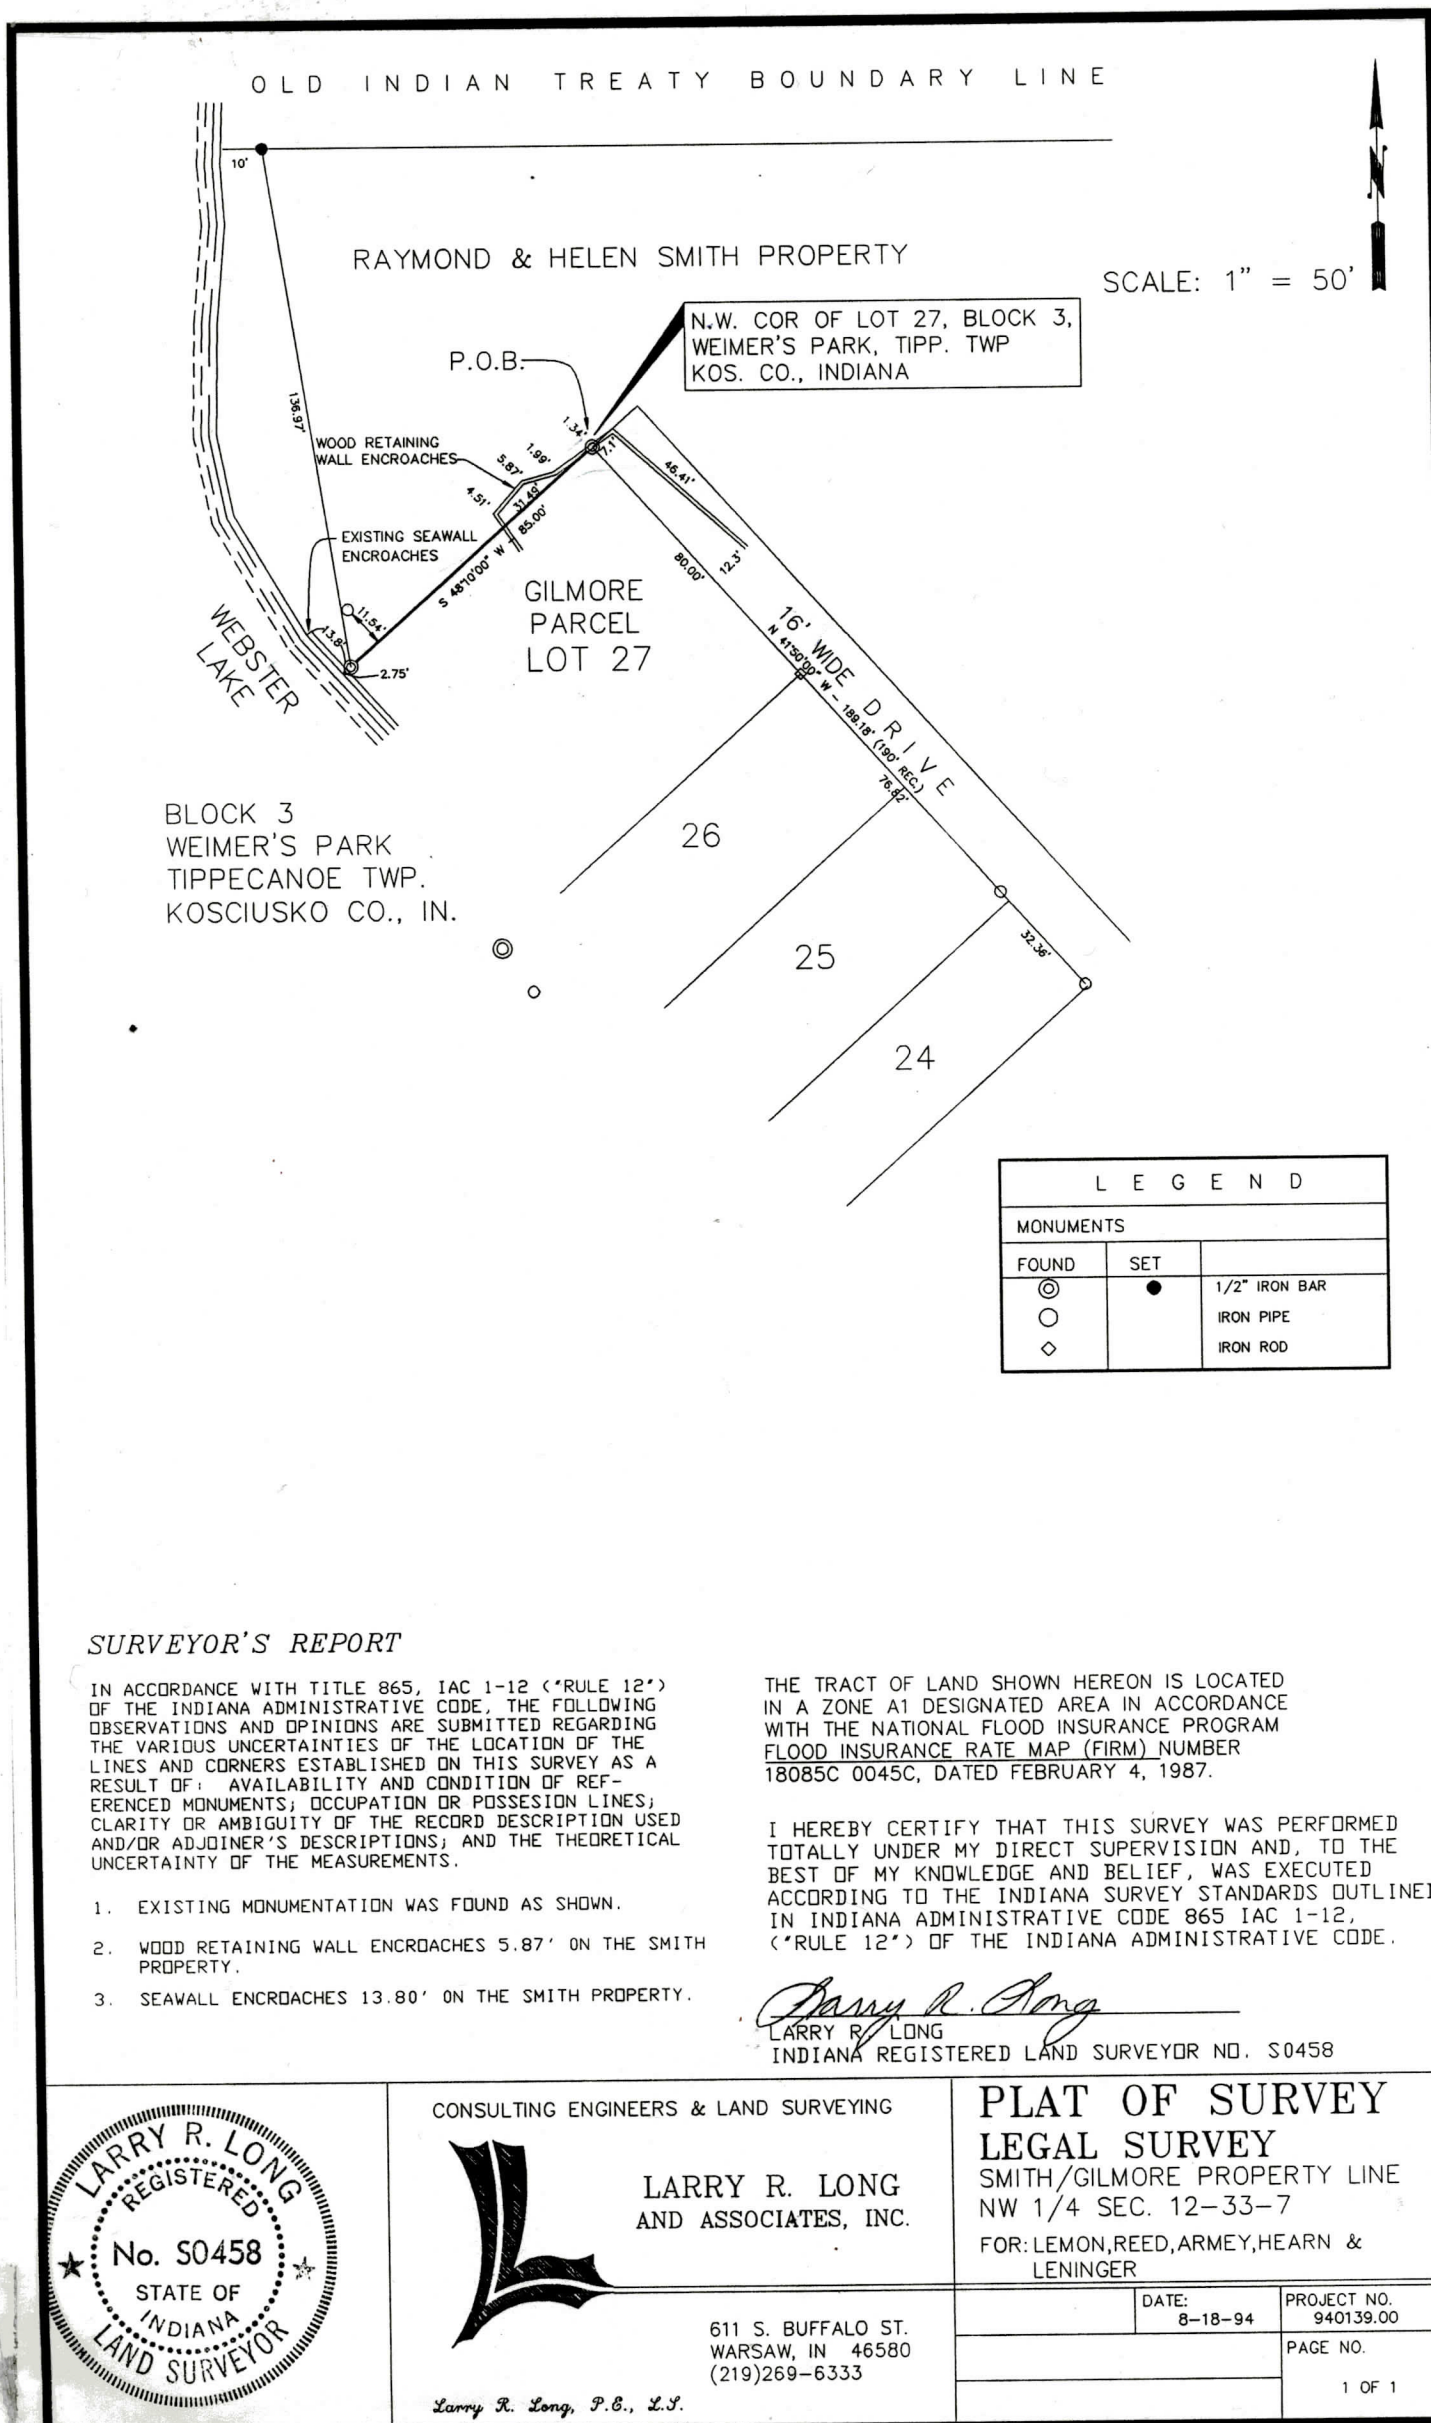 OLD INDIAN TREATY BOUNDARY LINE
10'
N
RAYMOND & HELEN SMITH PROPERTY
SCALE: 1" = 50'
N.W. COR OF LOT 27, BLOCK 3,
WEIMER'S PARK, TIPP. TWP
KOS. CO., INDIANA
P.O.B.
136.97'
WOOD RETAINING
WALL ENCROACHES
1.34'
1.99'
5.87'
4.51'
31.49'
7.1'
46.41'
85.00'
S 48°10'00" W
EXISTING SEAWALL
ENCROACHES
80.00'
12.3'
GILMORE
PARCEL
LOT 27
11.54'
13.8'
2.75'
WEBSTER
LAKE
16' WIDE DRIVE
N 41°50'00" W - 189.18' (190' REC.)
76.82'
BLOCK 3
WEIMER'S PARK
TIPPECANOE TWP.
KOSCIUSKO CO., IN.
26
25
32.36'
24
LEGEND
MONUMENTS
FOUND SET
1/2" IRON BAR
IRON PIPE
IRON ROD
SURVEYOR'S REPORT
IN ACCORDANCE WITH TITLE 865, IAC 1-12 ("RULE 12")
OF THE INDIANA ADMINISTRATIVE CODE, THE FOLLOWING
OBSERVATIONS AND OPINIONS ARE SUBMITTED REGARDING
THE VARIOUS UNCERTAINTIES OF THE LOCATION OF THE
LINES AND CORNERS ESTABLISHED ON THIS SURVEY AS A
RESULT OF: AVAILABILITY AND CONDITION OF REF-
ERENCED MONUMENTS; OCCUPATION OR POSSESION LINES;
CLARITY OR AMBIGUITY OF THE RECORD DESCRIPTION USED
AND/OR ADJOINER'S DESCRIPTIONS; AND THE THEORETICAL
UNCERTAINTY OF THE MEASUREMENTS.
1. EXISTING MONUMENTATION WAS FOUND AS SHOWN.
2. WOOD RETAINING WALL ENCROACHES 5.87' ON THE SMITH
PROPERTY.
3. SEAWALL ENCROACHES 13.80' ON THE SMITH PROPERTY.
THE TRACT OF LAND SHOWN HEREON IS LOCATED
IN A ZONE A1 DESIGNATED AREA IN ACCORDANCE
WITH THE NATIONAL FLOOD INSURANCE PROGRAM
FLOOD INSURANCE RATE MAP (FIRM) NUMBER
18085C 0045C, DATED FEBRUARY 4, 1987.
I HEREBY CERTIFY THAT THIS SURVEY WAS PERFORMED
TOTALLY UNDER MY DIRECT SUPERVISION AND, TO THE
BEST OF MY KNOWLEDGE AND BELIEF, WAS EXECUTED
ACCORDING TO THE INDIANA SURVEY STANDARDS OUTLINED
IN INDIANA ADMINISTRATIVE CODE 865 IAC 1-12,
("RULE 12") OF THE INDIANA ADMINISTRATIVE CODE.
Larry R. Long
LARRY R. LONG
INDIANA REGISTERED LAND SURVEYOR NO. S0458
LARRY R. LONG
REGISTERED
No. S0458
STATE OF
INDIANA
LAND SURVEYOR
CONSULTING ENGINEERS & LAND SURVEYING
LARRY R. LONG
AND ASSOCIATES, INC.
611 S. BUFFALO ST.
WARSAW, IN 46580
(219)269-6333
Larry R. Long, P.E., L.S.
PLAT OF SURVEY
LEGAL SURVEY
SMITH/GILMORE PROPERTY LINE
NW 1/4 SEC. 12-33-7
FOR: LEMON,REED,ARMEY,HEARN &
LENINGER
DATE:
8-18-94
PROJECT NO.
940139.00
PAGE NO.
1 OF 1